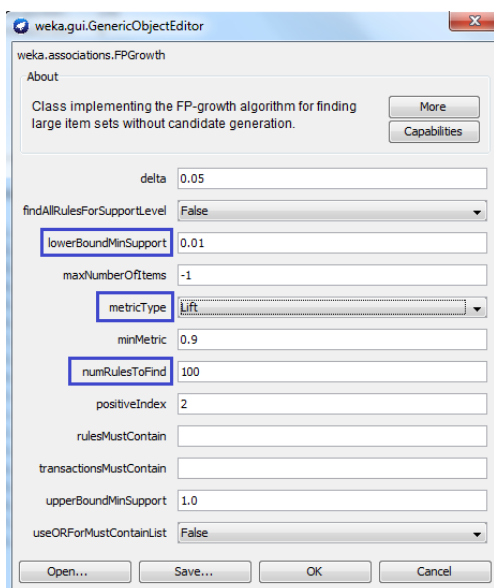 weka.gui.GenericObjectEditor
weka.associations.FPGrowth
About
Class implementing the FP-growth algorithm for finding
large item sets without candidate generation.
More
Capabilities
delta 0.05
findAllRulesForSupportLevel False
lowerBoundMinSupport 0.01
maxNumberOfItems -1
metricType Lift
minMetric 0.9
numRulesToFind 100
positiveIndex 2
rulesMustContain
transactionsMustContain
upperBoundMinSupport 1.0
useORForMustContainList False
Open... Save... OK Cancel